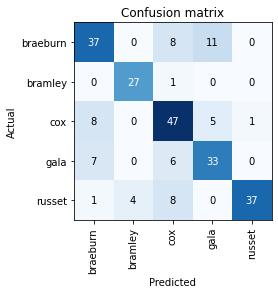 Confusion matrix
braeburn 37 0 8 11 0
bramley 0 27 1 0 0
cox 8 0 47 5 1
gala 7 0 6 33 0
russet 1 4 8 0 37
Actual
braeburn bramley cox gala russet
Predicted